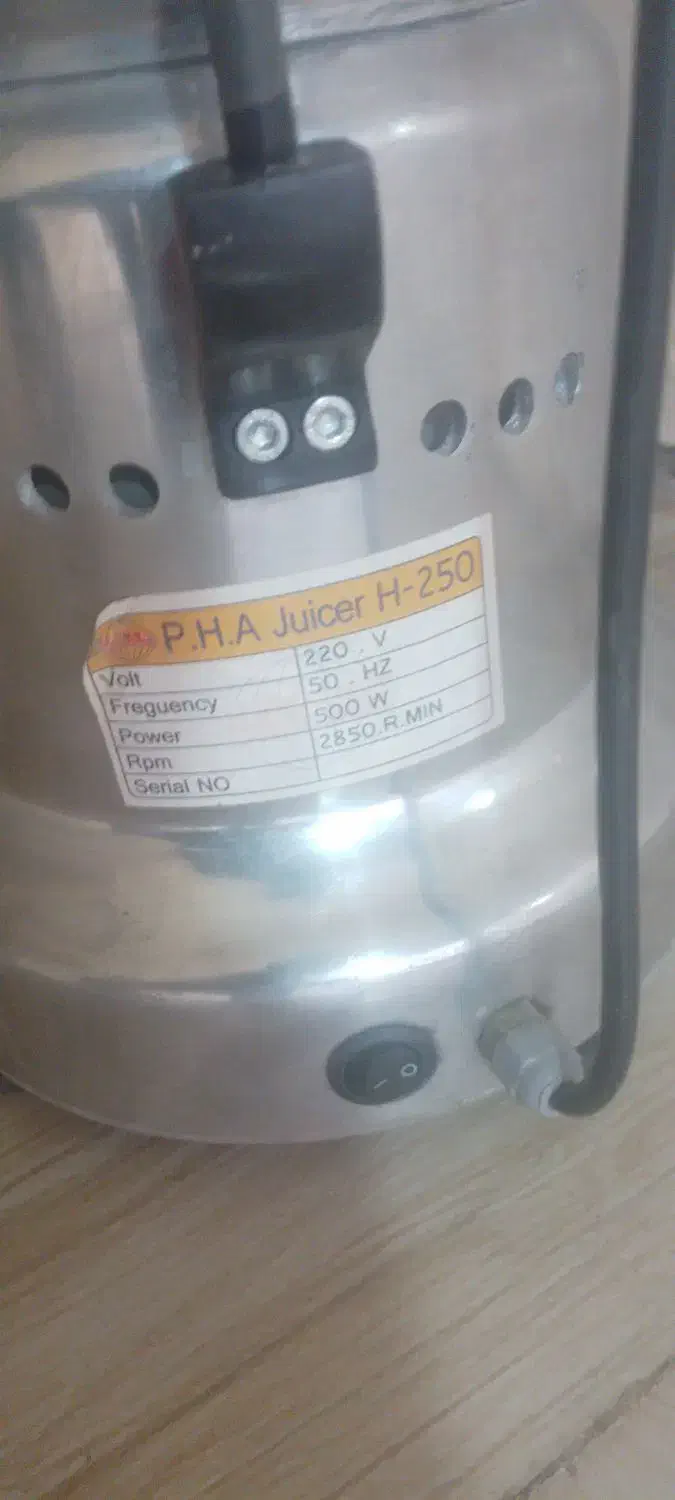 P.H.A Juicer H-250
Volt 220 . V
Freguency 50 . HZ
Power 500 W
Rpm 2850.R.MIN
Serial NO